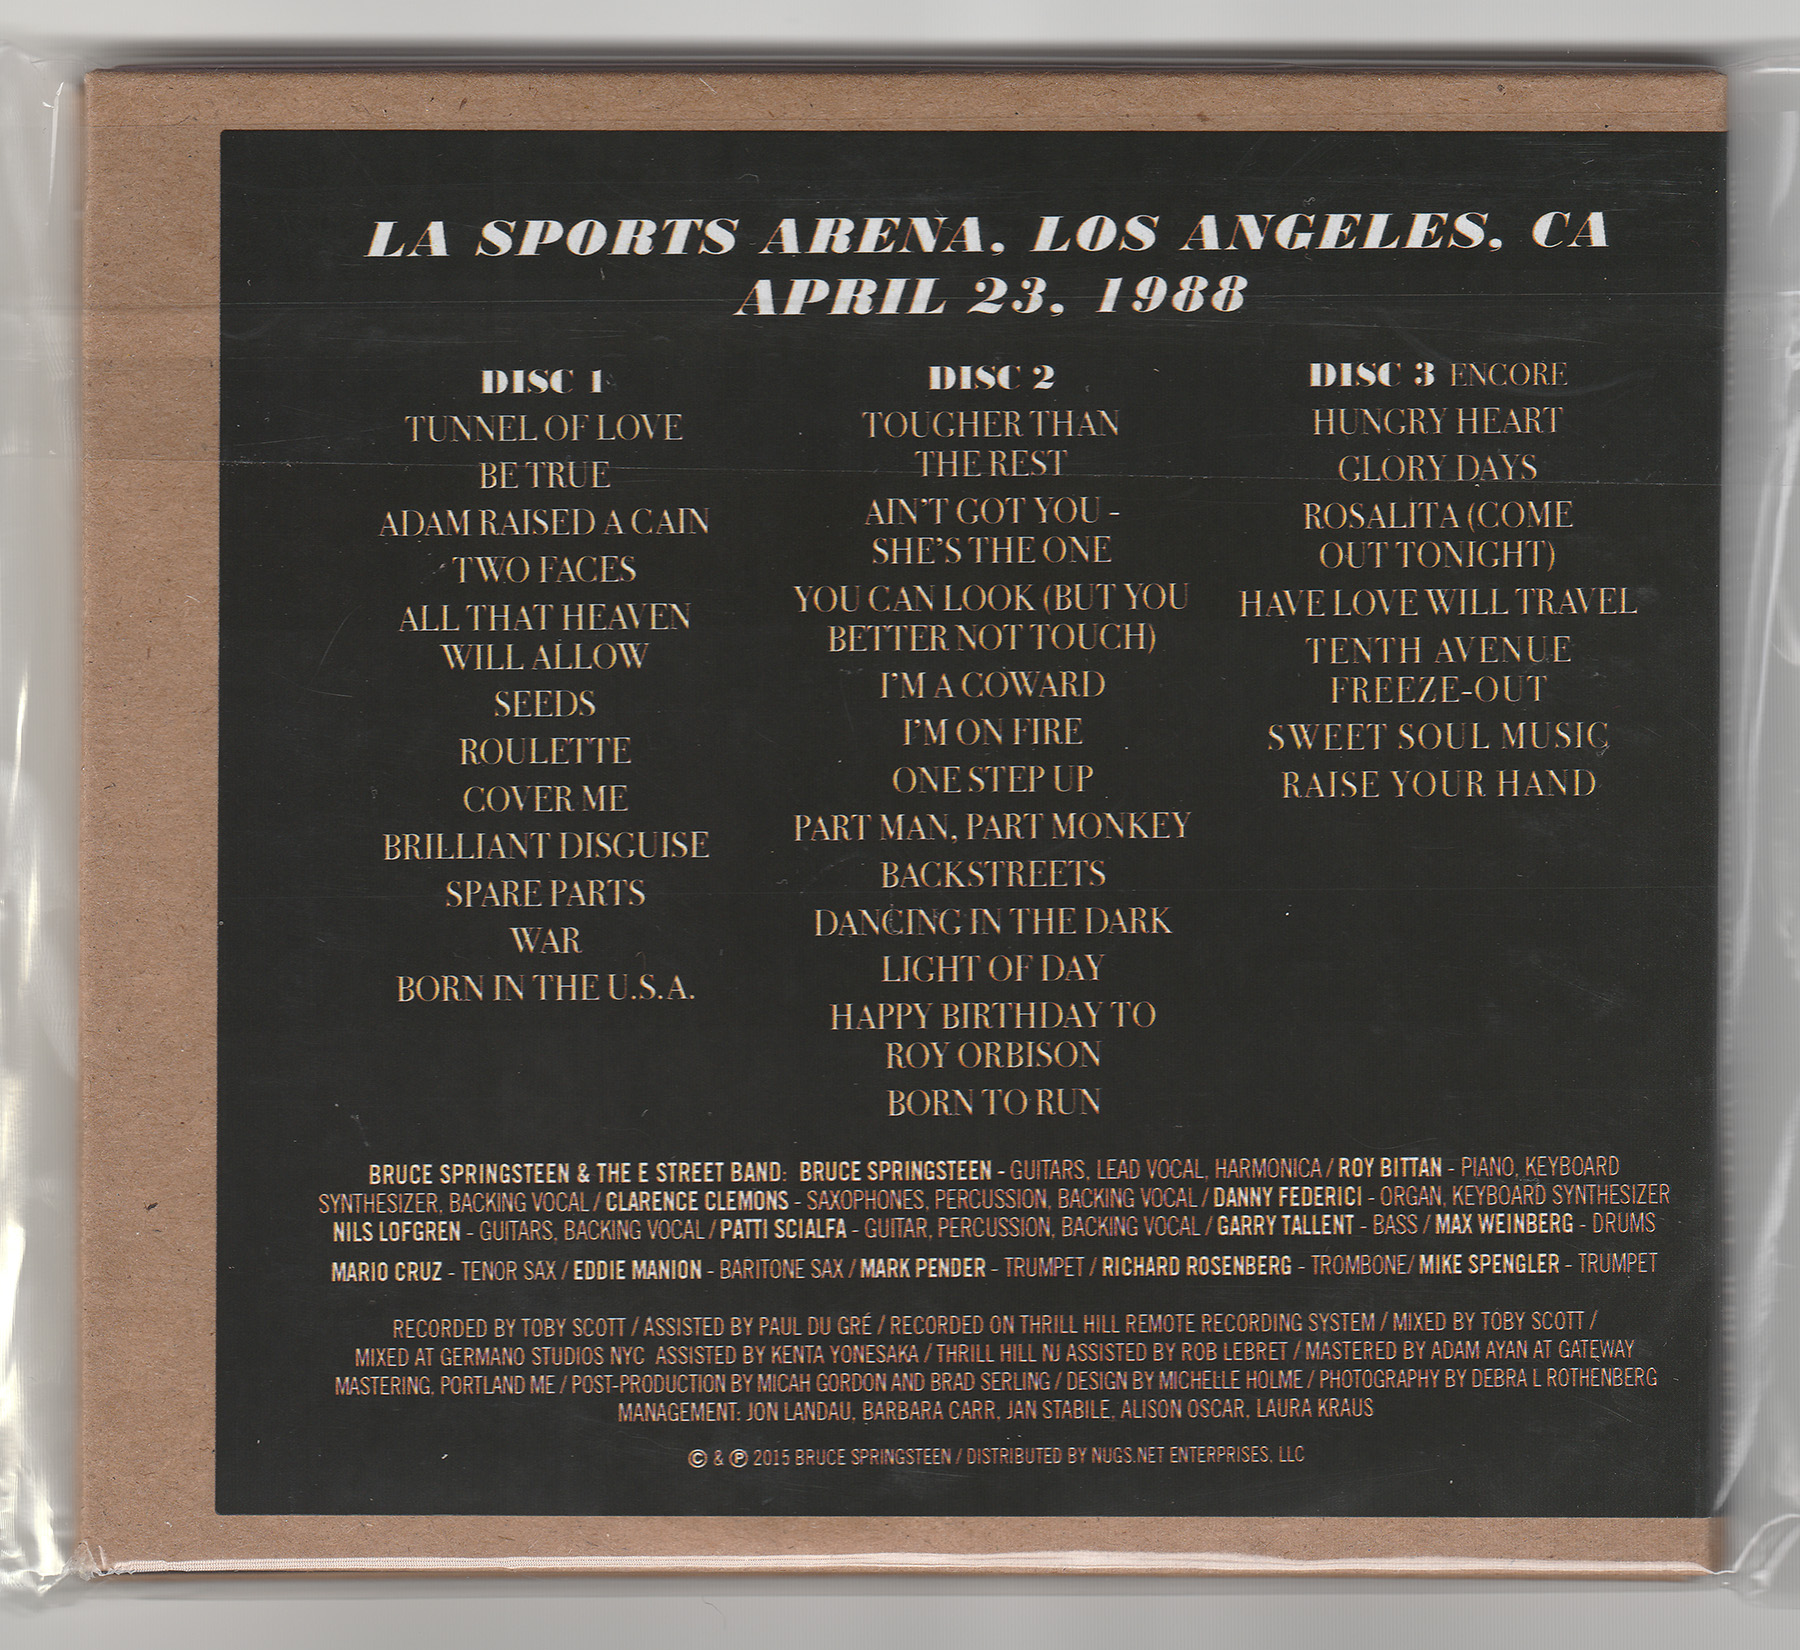 LA SPORTS ARENA, LOS ANGELES, CA
APRIL 23, 1988
DISC 1
TUNNEL OF LOVE
BE TRUE
ADAM RAISED A CAIN
TWO FACES
ALL THAT HEAVEN
WILL ALLOW
SEEDS
ROULETTE
COVER ME
BRILLIANT DISGUISE
SPARE PARTS
WAR
BORN IN THE U.S.A.
DISC 2
TOUGHER THAN
THE REST
AIN'T GOT YOU -
SHE'S THE ONE
YOU CAN LOOK (BUT YOU
BETTER NOT TOUCH)
I'M A COWARD
I'M ON FIRE
ONE STEP UP
PART MAN, PART MONKEY
BACKSTREETS
DANCING IN THE DARK
LIGHT OF DAY
HAPPY BIRTHDAY TO
ROY ORBISON
BORN TO RUN
DISC 3 ENCORE
HUNGRY HEART
GLORY DAYS
ROSALITA (COME
OUT TONIGHT)
HAVE LOVE WILL TRAVEL
TENTH AVENUE
FREEZE-OUT
SWEET SOUL MUSIC
RAISE YOUR HAND
BRUCE SPRINGSTEEN & THE E STREET BAND: BRUCE SPRINGSTEEN - GUITARS, LEAD VOCAL, HARMONICA / ROY BITTAN - PIANO, KEYBOARD
SYNTHESIZER, BACKING VOCAL / CLARENCE CLEMONS - SAXOPHONES, PERCUSSION, BACKING VOCAL / DANNY FEDERICI - ORGAN, KEYBOARD SYNTHESIZER
NILS LOFGREN - GUITARS, BACKING VOCAL / PATTI SCIALFA - GUITAR, PERCUSSION, BACKING VOCAL / GARRY TALLENT - BASS / MAX WEINBERG - DRUMS
MARIO CRUZ - TENOR SAX / EDDIE MANION - BARITONE SAX / MARK PENDER - TRUMPET / RICHARD ROSENBERG - TROMBONE/ MIKE SPENGLER - TRUMPET
RECORDED BY TOBY SCOTT / ASSISTED BY PAUL DU GRÉ / RECORDED ON THRILL HILL REMOTE RECORDING SYSTEM / MIXED BY TOBY SCOTT /
MIXED AT GERMANO STUDIOS NYC ASSISTED BY KENTA YONESAKA / THRILL HILL NJ ASSISTED BY ROB LEBRET / MASTERED BY ADAM AYAN AT GATEWAY
MASTERING, PORTLAND ME / POST-PRODUCTION BY MICAH GORDON AND BRAD SERLING / DESIGN BY MICHELLE HOLME / PHOTOGRAPHY BY DEBRA L ROTHENBERG
MANAGEMENT: JON LANDAU, BARBARA CARR, JAN STABILE, ALISON OSCAR, LAURA KRAUS
© & ℗ 2015 BRUCE SPRINGSTEEN / DISTRIBUTED BY NUGS.NET ENTERPRISES, LLC